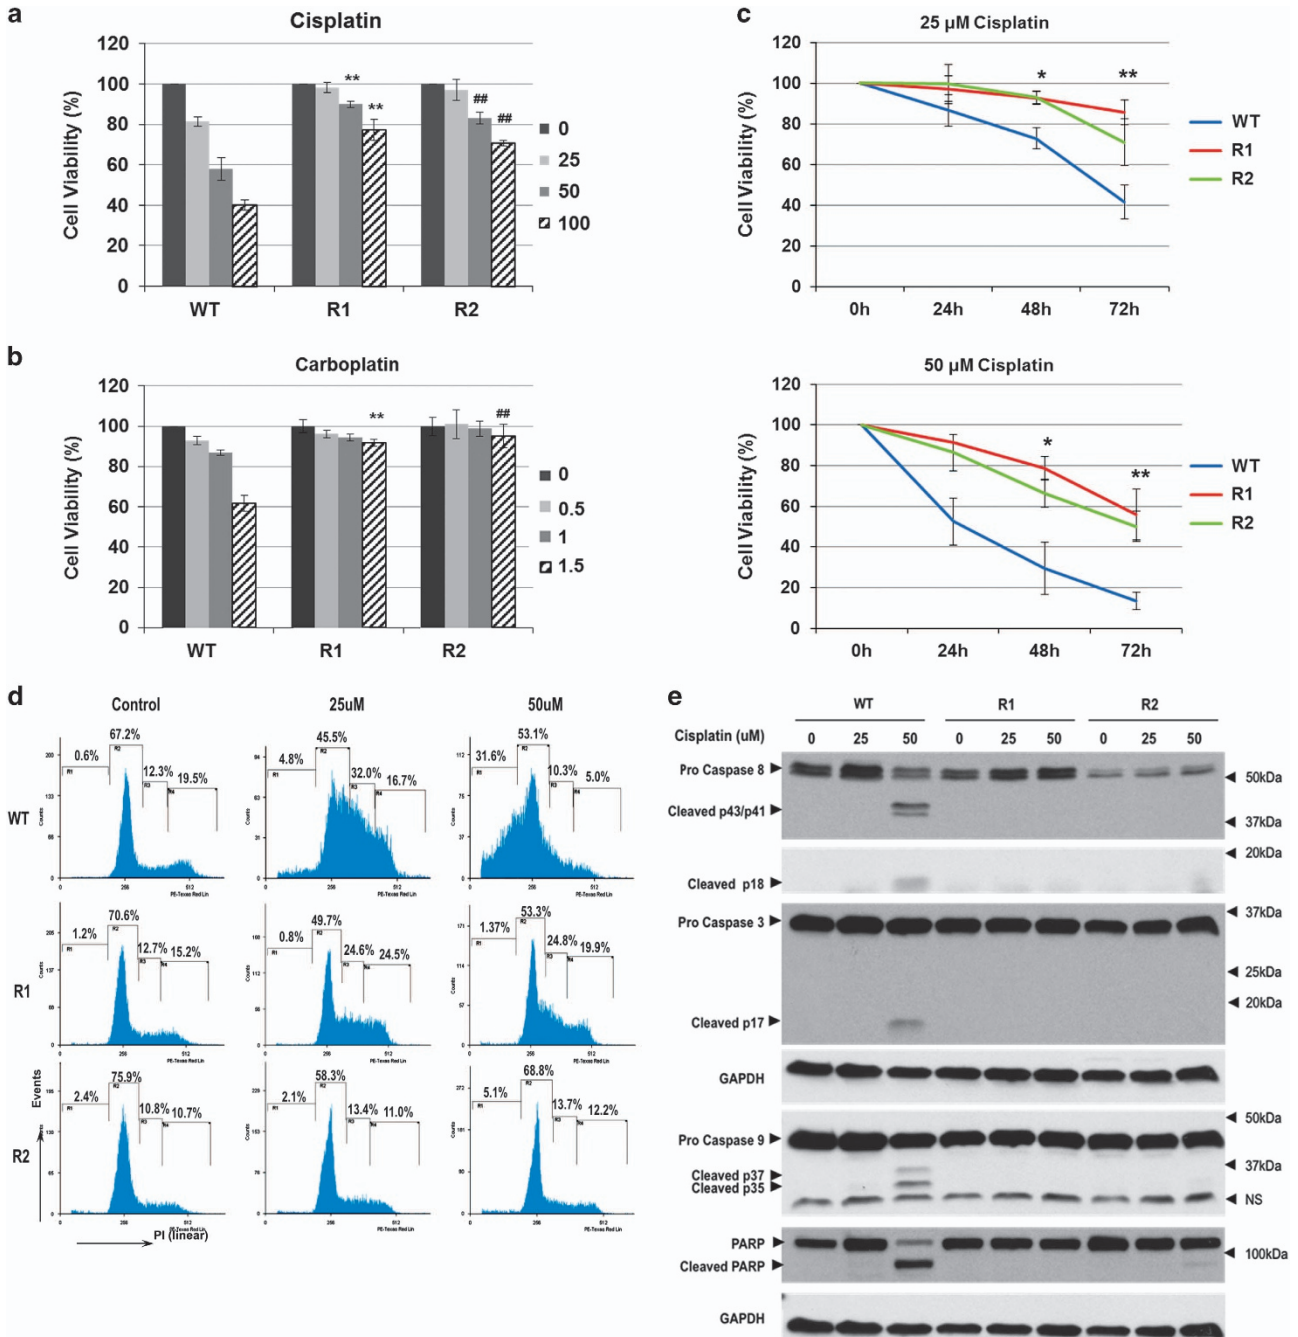 a
Cisplatin
120
100
80
60
40
20
0
Cell Viability (%)
** **
## ##
WT R1 R2
0
25
50
100
b
Carboplatin
120
100
80
60
40
20
0
Cell Viability (%)
**
##
WT R1 R2
0
0.5
1
1.5
c
25 µM Cisplatin
120
100
80
60
40
20
0
Cell Viability (%)
* **
0h 24h 48h 72h
WT
R1
R2
50 µM Cisplatin
120
100
80
60
40
20
0
Cell Viability (%)
* **
0h 24h 48h 72h
WT
R1
R2
d
Control 25uM 50uM
WT
0.6% 67.2% 12.3% 19.5%
4.8% 45.5% 32.0% 16.7%
31.6% 53.1% 10.3% 5.0%
R1
1.2% 70.6% 12.7% 15.2%
0.8% 49.7% 24.6% 24.5%
1.37% 53.3% 24.8% 19.9%
R2
2.4% 75.9% 10.8% 10.7%
2.1% 58.3% 13.4% 11.0%
5.1% 68.8% 13.7% 12.2%
Events
PI (linear)
e
WT R1 R2
Cisplatin (uM) 0 25 50 0 25 50 0 25 50
Pro Caspase 8
50kDa
Cleaved p43/p41
37kDa
20kDa
Cleaved p18
Pro Caspase 3
37kDa
25kDa
20kDa
Cleaved p17
GAPDH
50kDa
Pro Caspase 9
37kDa
Cleaved p37
Cleaved p35
NS
PARP
100kDa
Cleaved PARP
GAPDH